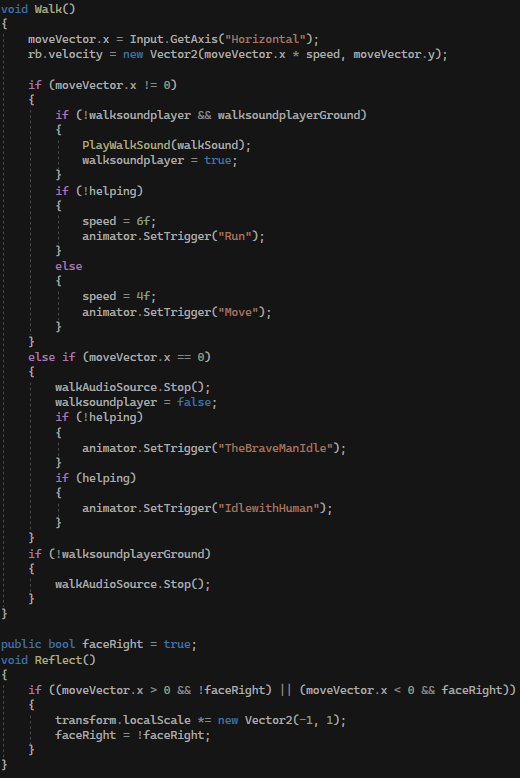 void Walk()
{
    moveVector.x = Input.GetAxis("Horizontal");
    rb.velocity = new Vector2(moveVector.x * speed, moveVector.y);

    if (moveVector.x != 0)
    {
        if (!walksoundplayer && walksoundplayerGround)
        {
            PlayWalkSound(walkSound);
            walksoundplayer = true;
        }
        if (!helping)
        {
            speed = 6f;
            animator.SetTrigger("Run");
        }
        else
        {
            speed = 4f;
            animator.SetTrigger("Move");
        }
    }
    else if (moveVector.x == 0)
    {
        walkAudioSource.Stop();
        walksoundplayer = false;
        if (!helping)
        {
            animator.SetTrigger("TheBraveManIdle");
        }
        if (helping)
        {
            animator.SetTrigger("IdlewithHuman");
        }
    }
    if (!walksoundplayerGround)
    {
        walkAudioSource.Stop();
    }
}

public bool faceRight = true;
void Reflect()
{
    if ((moveVector.x > 0 && !faceRight) || (moveVector.x < 0 && faceRight))
    {
        transform.localScale *= new Vector2(-1, 1);
        faceRight = !faceRight;
    }
}